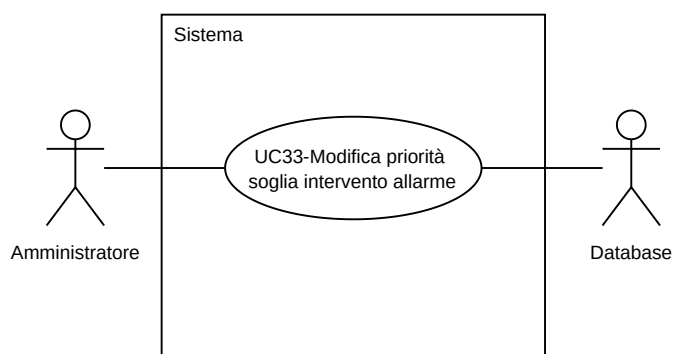 Sistema
UC33-Modifica priorità
soglia intervento allarme
Amministratore
Database